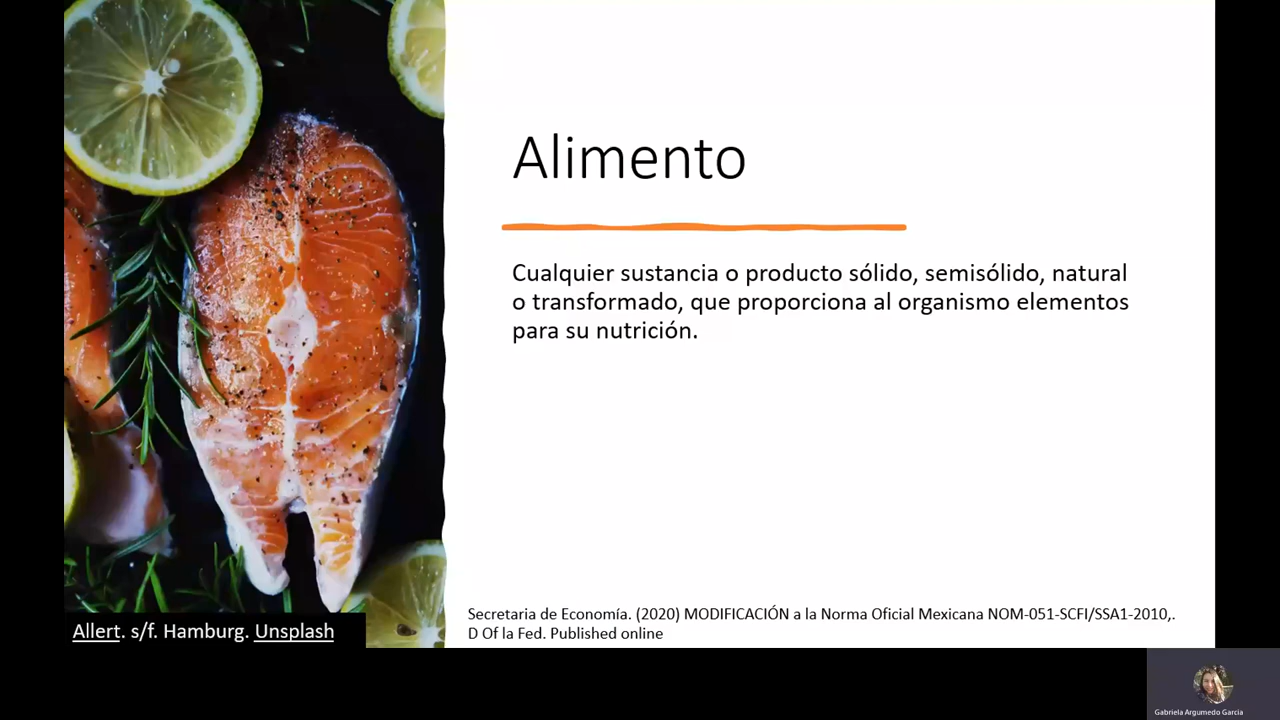 Alimento
Cualquier sustancia o producto sólido, semisólido, natural
o transformado, que proporciona al organismo elementos
para su nutrición.
Secretaria de Economía. (2020) MODIFICACIÓN a la Norma Oficial Mexicana NOM-051-SCFI/SSA1-2010,.
D Of la Fed. Published online
Allert. s/f. Hamburg. Unsplash
Gabriela Argumedo Garcia